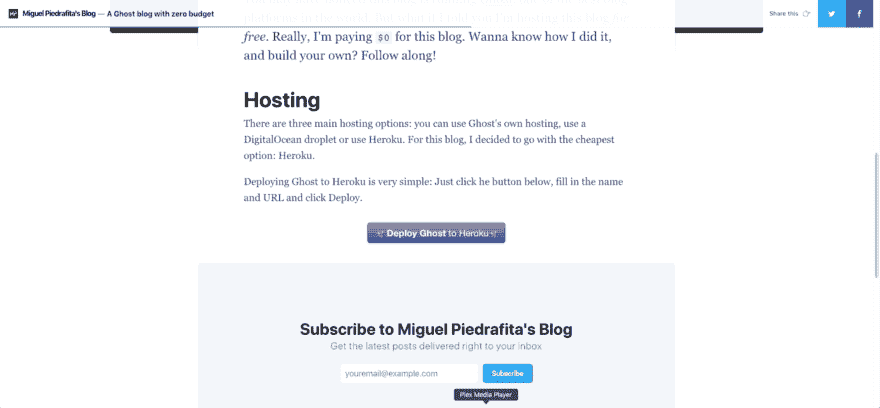 Miguel Piedrafita's Blog — A Ghost blog with zero budget
Share this
free. Really, I'm paying $0 for this blog. Wanna know how I did it,
and build your own? Follow along!
Hosting
There are three main hosting options: you can use Ghost's own hosting, use a
DigitalOcean droplet or use Heroku. For this blog, I decided to go with the cheapest
option: Heroku.
Deploying Ghost to Heroku is very simple: Just click he button below, fill in the name
and URL and click Deploy.
Deploy Ghost to Heroku
Subscribe to Miguel Piedrafita's Blog
Get the latest posts delivered right to your inbox
youremail@example.com
Subscribe
Plex Media Player